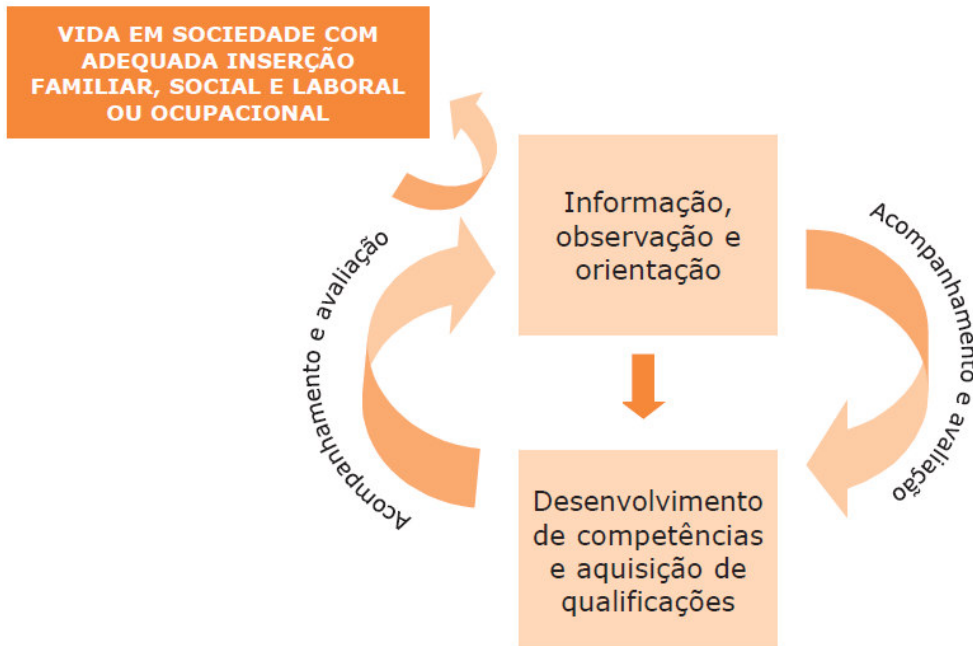 VIDA EM SOCIEDADE COM
ADEQUADA INSERÇÃO
FAMILIAR, SOCIAL E LABORAL
OU OCUPACIONAL
Informação,
observação e
orientação
Acompanhamento e avaliação
Acompanhamento e avaliação
Desenvolvimento
de competências
e aquisição de
qualificações